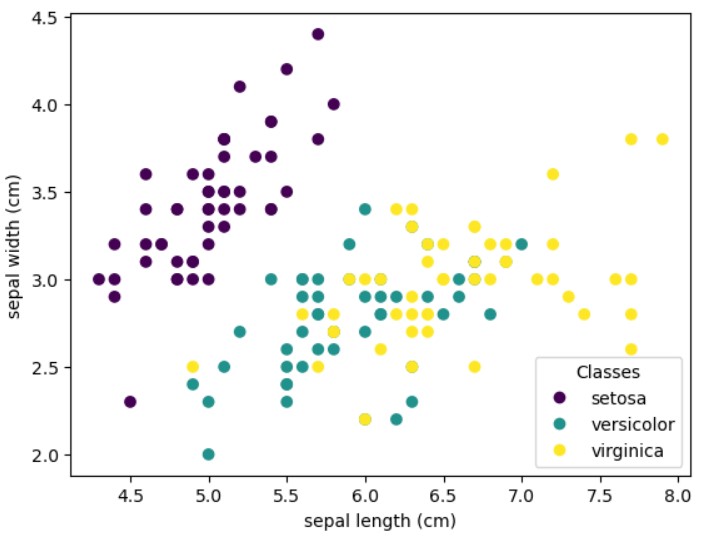 4.5
4.0
3.5
3.0
2.5
2.0
sepal width (cm)
Classes
setosa
versicolor
virginica
4.5 5.0 5.5 6.0 6.5 7.0 7.5 8.0
sepal length (cm)